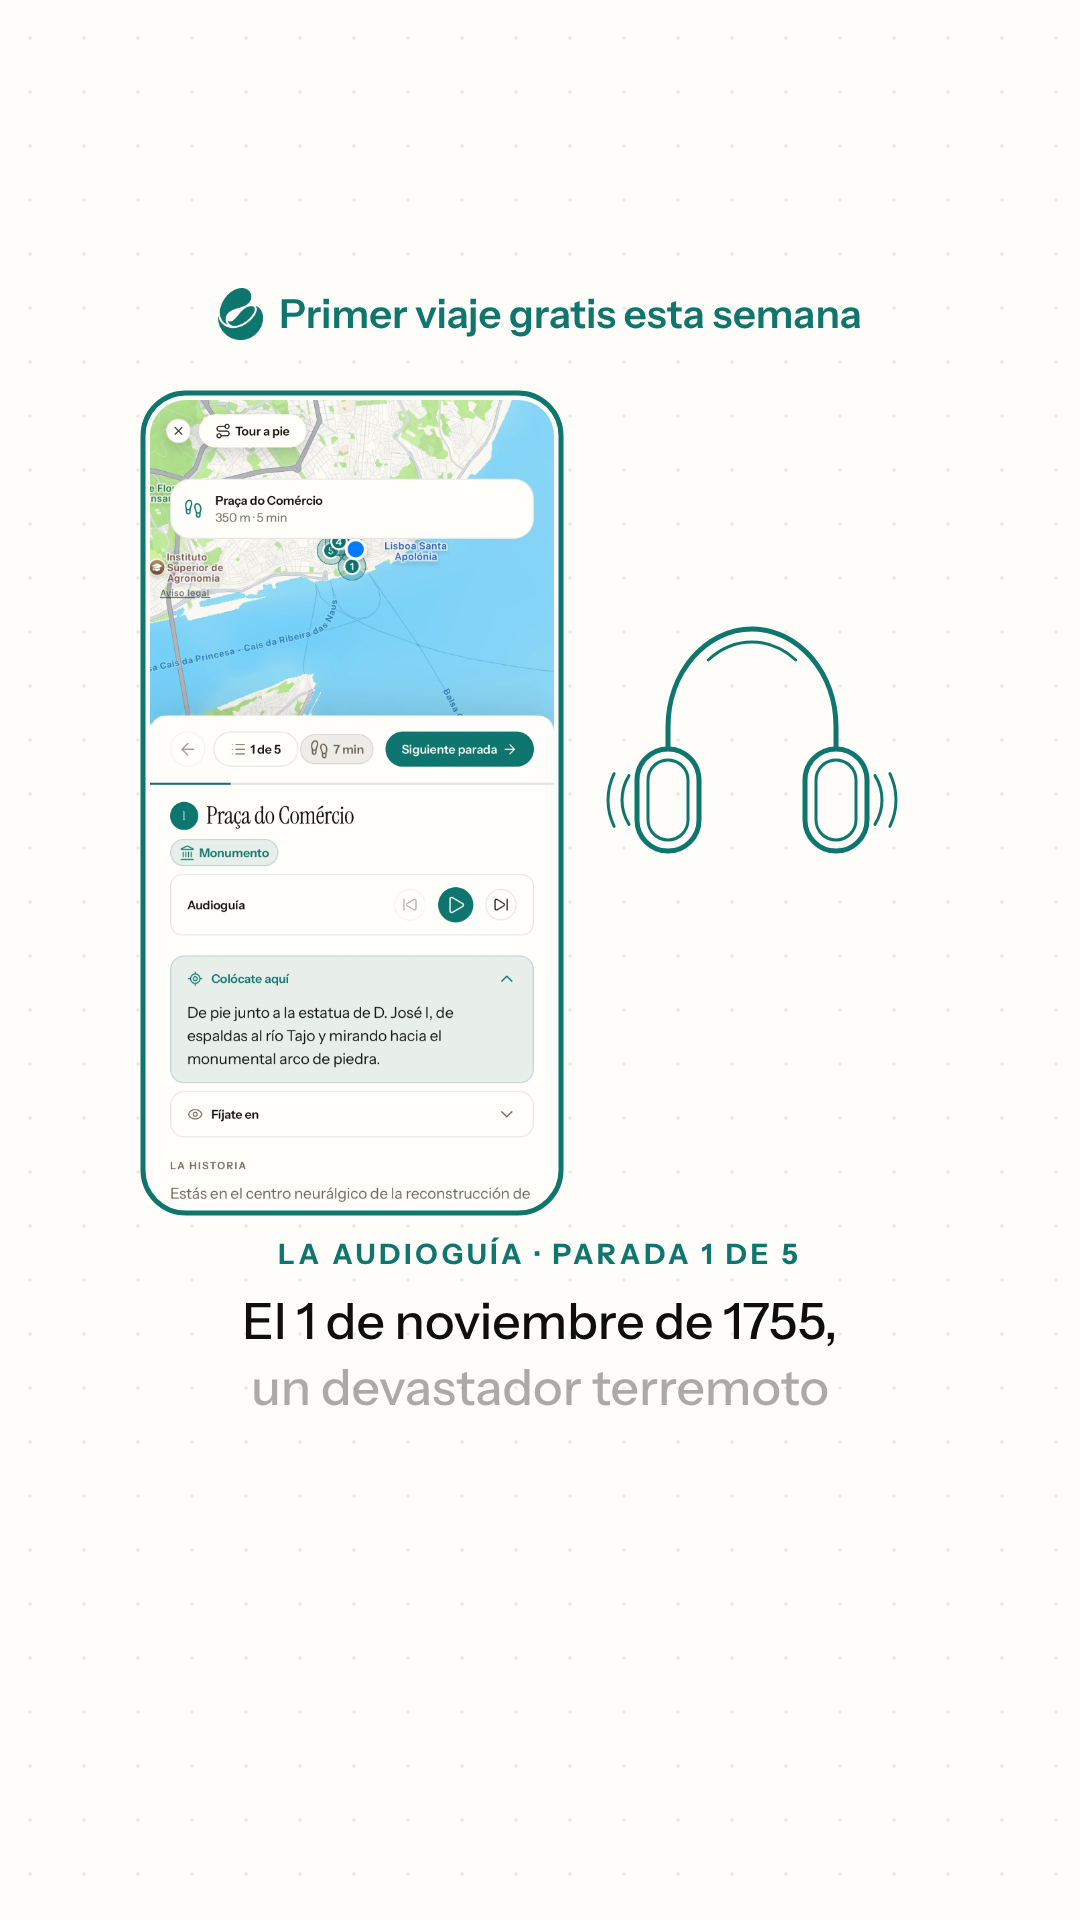 Primer viaje gratis esta semana
Tour a pie
Praça do Comércio
350 m · 5 min
Lisboa Santa
Apolónia
Instituto
Superior de
Agronomia
Aviso legal
Cais da Princesa - Cais da Ribeira das Naus
1 de 5
7 min
Siguiente parada
1
Praça do Comércio
Monumento
Audioguía
Colócate aquí
De pie junto a la estatua de D. José I, de
espaldas al río Tajo y mirando hacia el
monumental arco de piedra.
Fíjate en
LA HISTORIA
Estás en el centro neurálgico de la reconstrucción de
LA AUDIOGUÍA · PARADA 1 DE 5
El 1 de noviembre de 1755,
un devastador terremoto